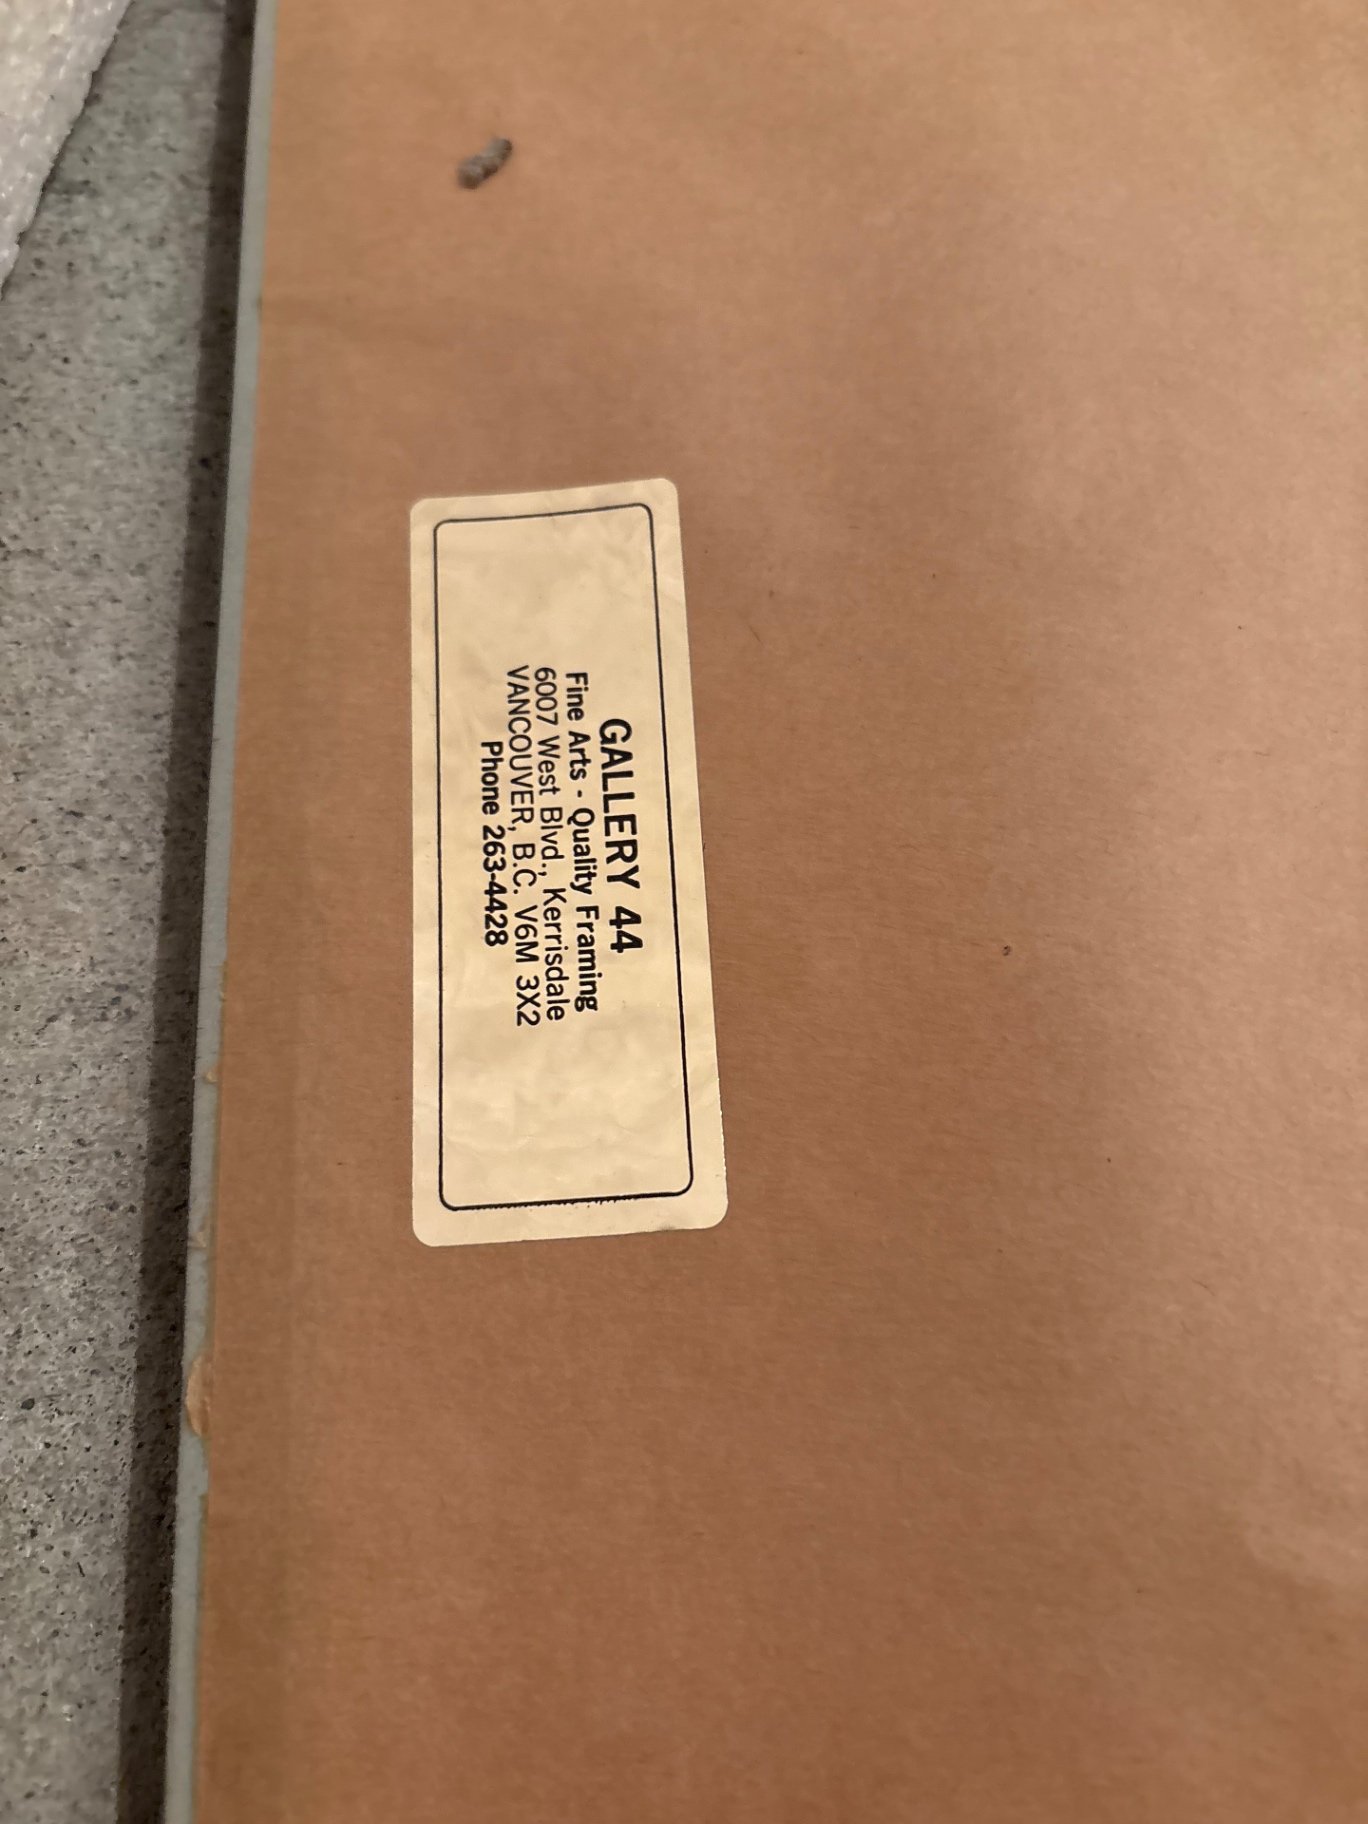 GALLERY 44
Fine Arts - Quality Framing
6007 West Blvd., Kerrisdale
VANCOUVER, B.C. V6M 3X2
Phone 263-4428